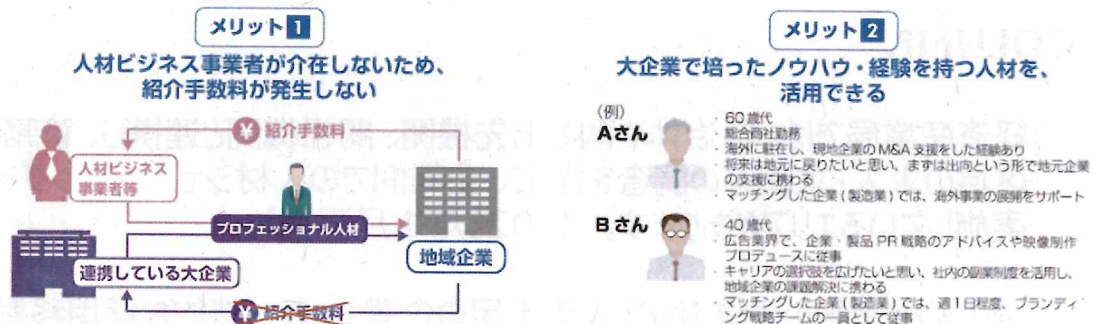 メリット1
人材ビジネス事業者が介在しないため、
紹介手数料が発生しない
¥ 紹介手数料
人材ビジネス
事業者等
プロフェッショナル人材
連携している大企業
地域企業
¥ 紹介手数料
メリット2
大企業で培ったノウハウ・経験を持つ人材を、
活用できる
(例)
Aさん
・60歳代
・総合商社勤務
・海外に駐在し、現地企業のM&A支援をした経験あり
・将来は地元に戻りたいと思い、まずは出向という形で地元企業
の支援に携わる
・マッチングした企業(製造業)では、海外事業の展開をサポート
Bさん
・40歳代
・広告業界で、企業・製品PR戦略のアドバイスや映像制作
プロデュースに従事
・キャリアの選択肢を広げたいと思い、社内の副業制度を活用し、
地域企業の課題解決に携わる
・マッチングした企業(製造業)では、週1日程度、ブランディ
ング戦略チームの一員として従事